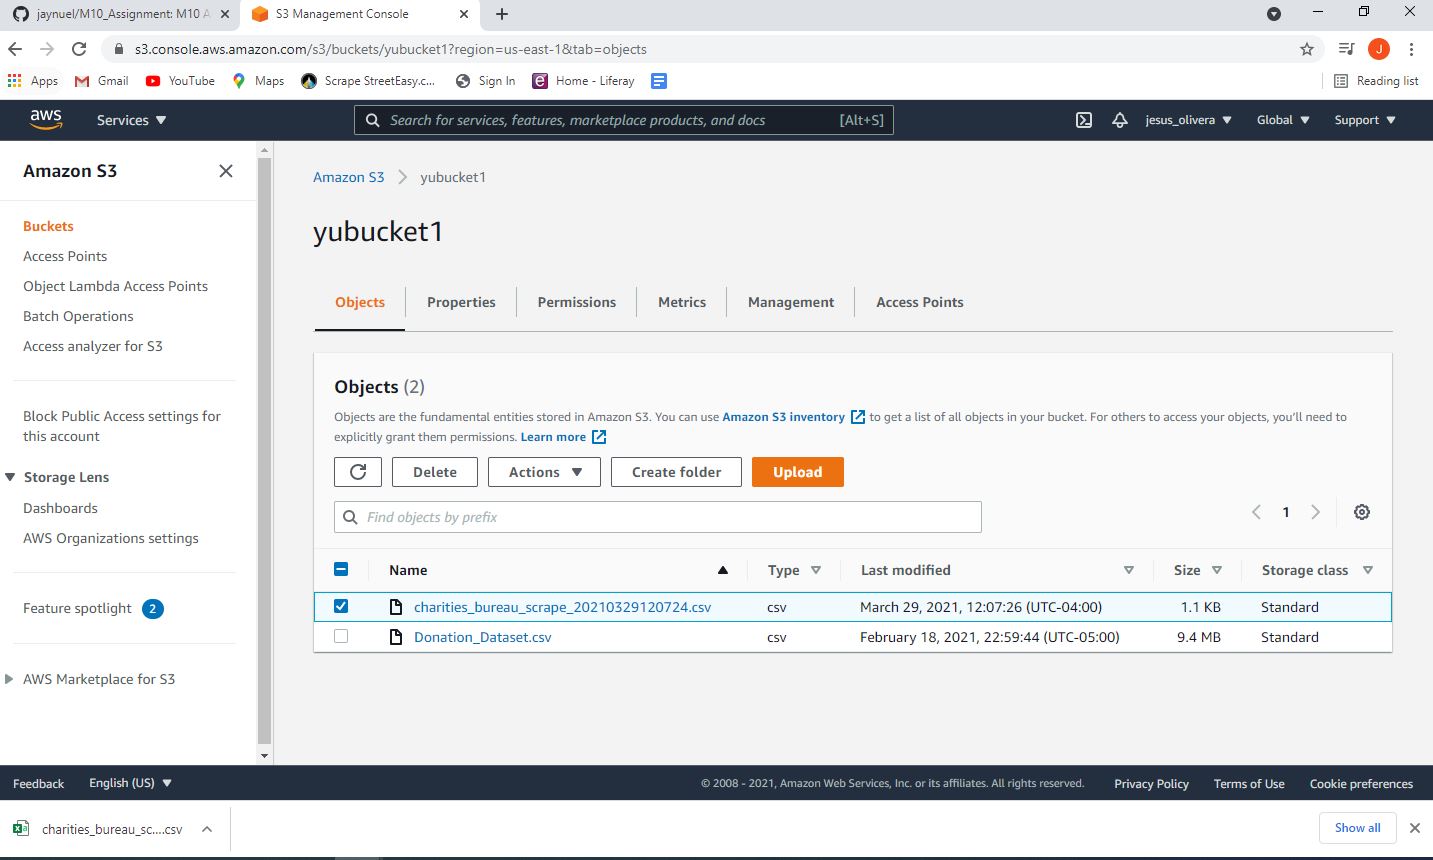 jaynuel/M10_Assignment: M10 A
S3 Management Console
s3.console.aws.amazon.com/s3/buckets/yubucket1?region=us-east-1&tab=objects
J
Apps Gmail YouTube Maps Scrape StreetEasy.c... Sign In Home - Liferay Reading list
aws Services Search for services, features, marketplace products, and docs [Alt+S] jesus_olivera Global Support
Amazon S3
Buckets
Access Points
Object Lambda Access Points
Batch Operations
Access analyzer for S3
Block Public Access settings for
this account
Storage Lens
Dashboards
AWS Organizations settings
Feature spotlight 2
AWS Marketplace for S3
Amazon S3 yubucket1
yubucket1
Objects Properties Permissions Metrics Management Access Points
Objects (2)
Objects are the fundamental entities stored in Amazon S3. You can use Amazon S3 inventory to get a list of all objects in your bucket. For others to access your objects, you'll need to
explicitly grant them permissions. Learn more
Delete Actions Create folder Upload
Find objects by prefix 1
Name Type Last modified Size Storage class
charities_bureau_scrape_20210329120724.csv csv March 29, 2021, 12:07:26 (UTC-04:00) 1.1 KB Standard
Donation_Dataset.csv csv February 18, 2021, 22:59:44 (UTC-05:00) 9.4 MB Standard
Feedback English (US) © 2008 - 2021, Amazon Web Services, Inc. or its affiliates. All rights reserved. Privacy Policy Terms of Use Cookie preferences
charities_bureau_sc....csv Show all